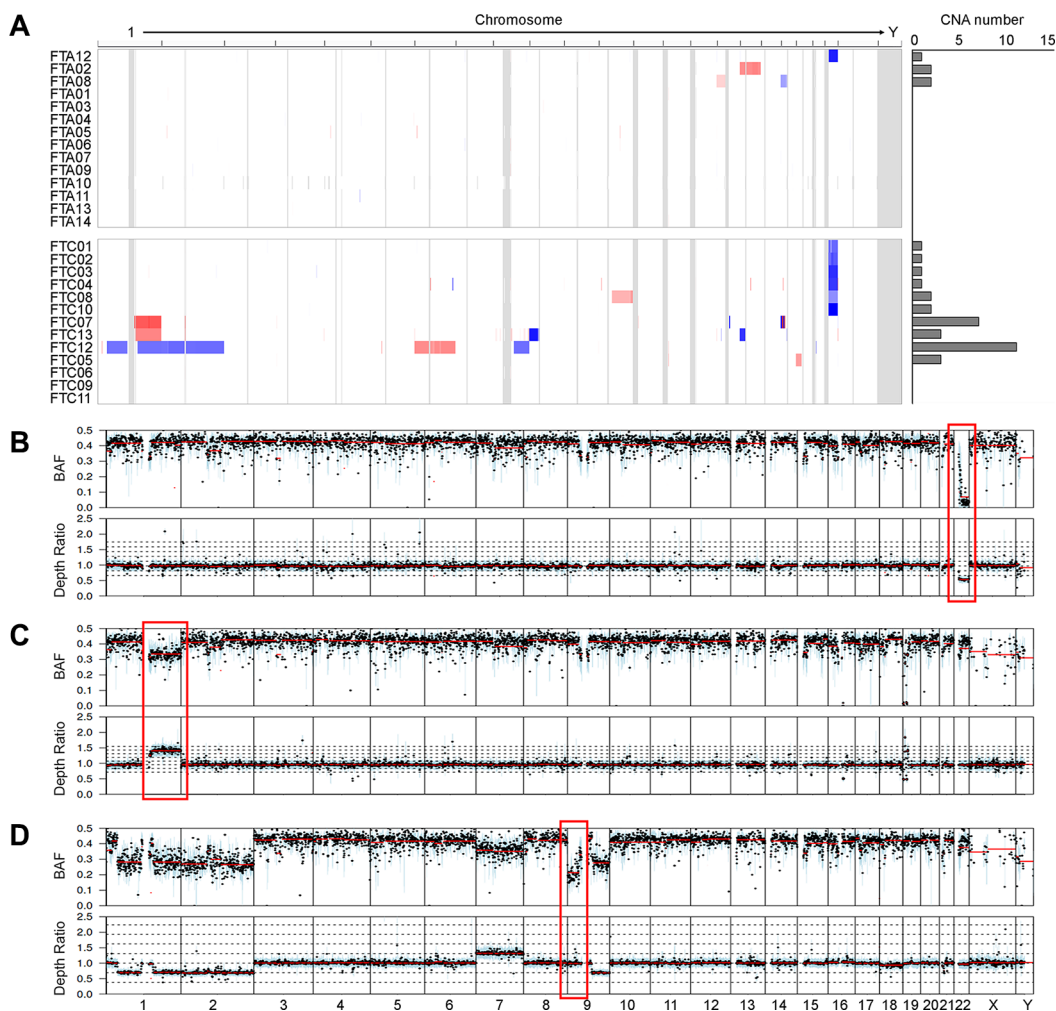 A
Chromosome
1
Y
CNA number
0 5 10 15
FTA12
FTA02
FTA08
FTA01
FTA03
FTA04
FTA05
FTA06
FTA07
FTA09
FTA10
FTA11
FTA13
FTA14
FTC01
FTC02
FTC03
FTC04
FTC08
FTC10
FTC07
FTC13
FTC12
FTC05
FTC06
FTC09
FTC11
B
BAF
0.5
0.4
0.3
0.2
0.1
0.0
Depth Ratio
2.5
2.0
1.5
1.0
0.5
0.0
C
BAF
0.5
0.4
0.3
0.2
0.1
0.0
Depth Ratio
2.5
2.0
1.5
1.0
0.5
0.0
D
BAF
0.5
0.4
0.3
0.2
0.1
0.0
Depth Ratio
2.5
2.0
1.5
1.0
0.5
0.0
1 2 3 4 5 6 7 8 9 10 11 12 13 14 15 16 17 18 19 20 21 22 X Y